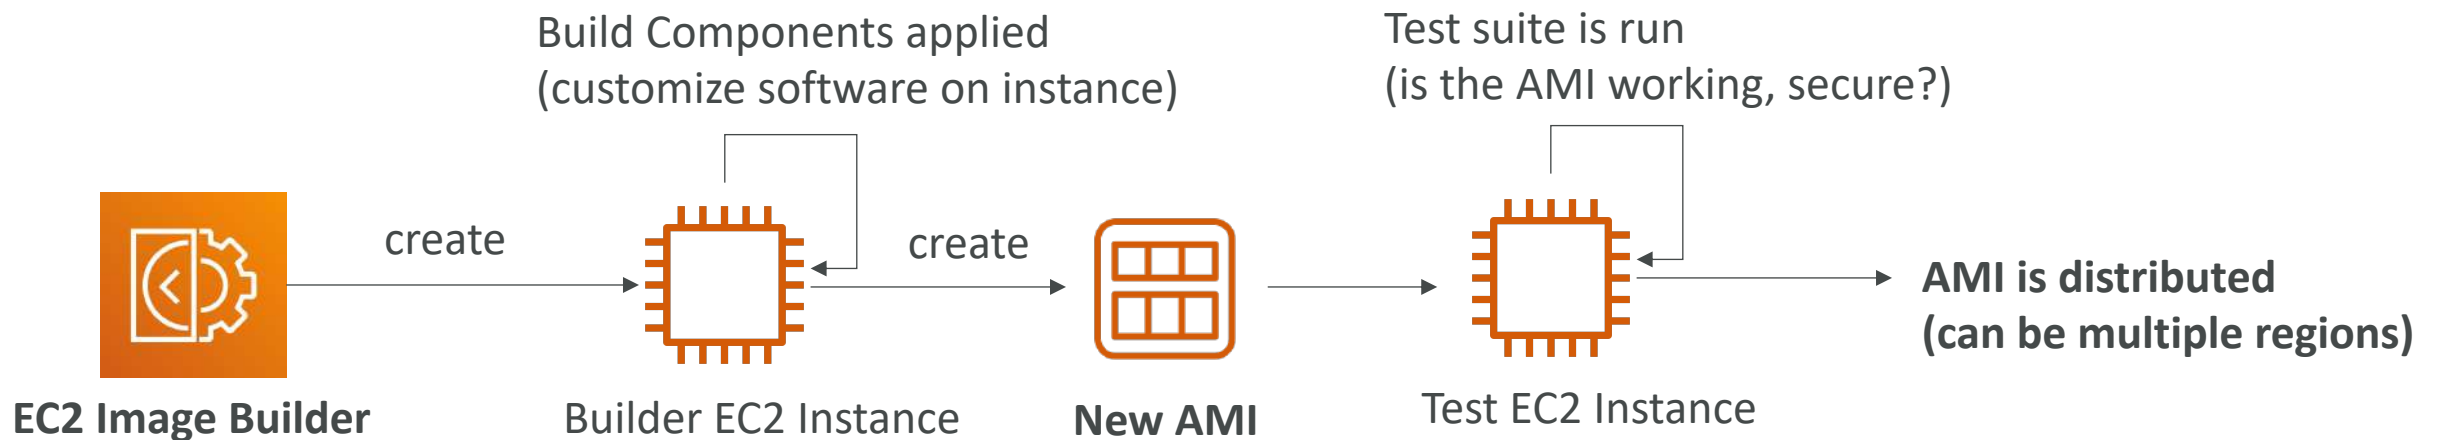 Build Components applied
(customize software on instance)
Test suite is run
(is the AMI working, secure?)
create
create
AMI is distributed
(can be multiple regions)
EC2 Image Builder
Builder EC2 Instance
New AMI
Test EC2 Instance